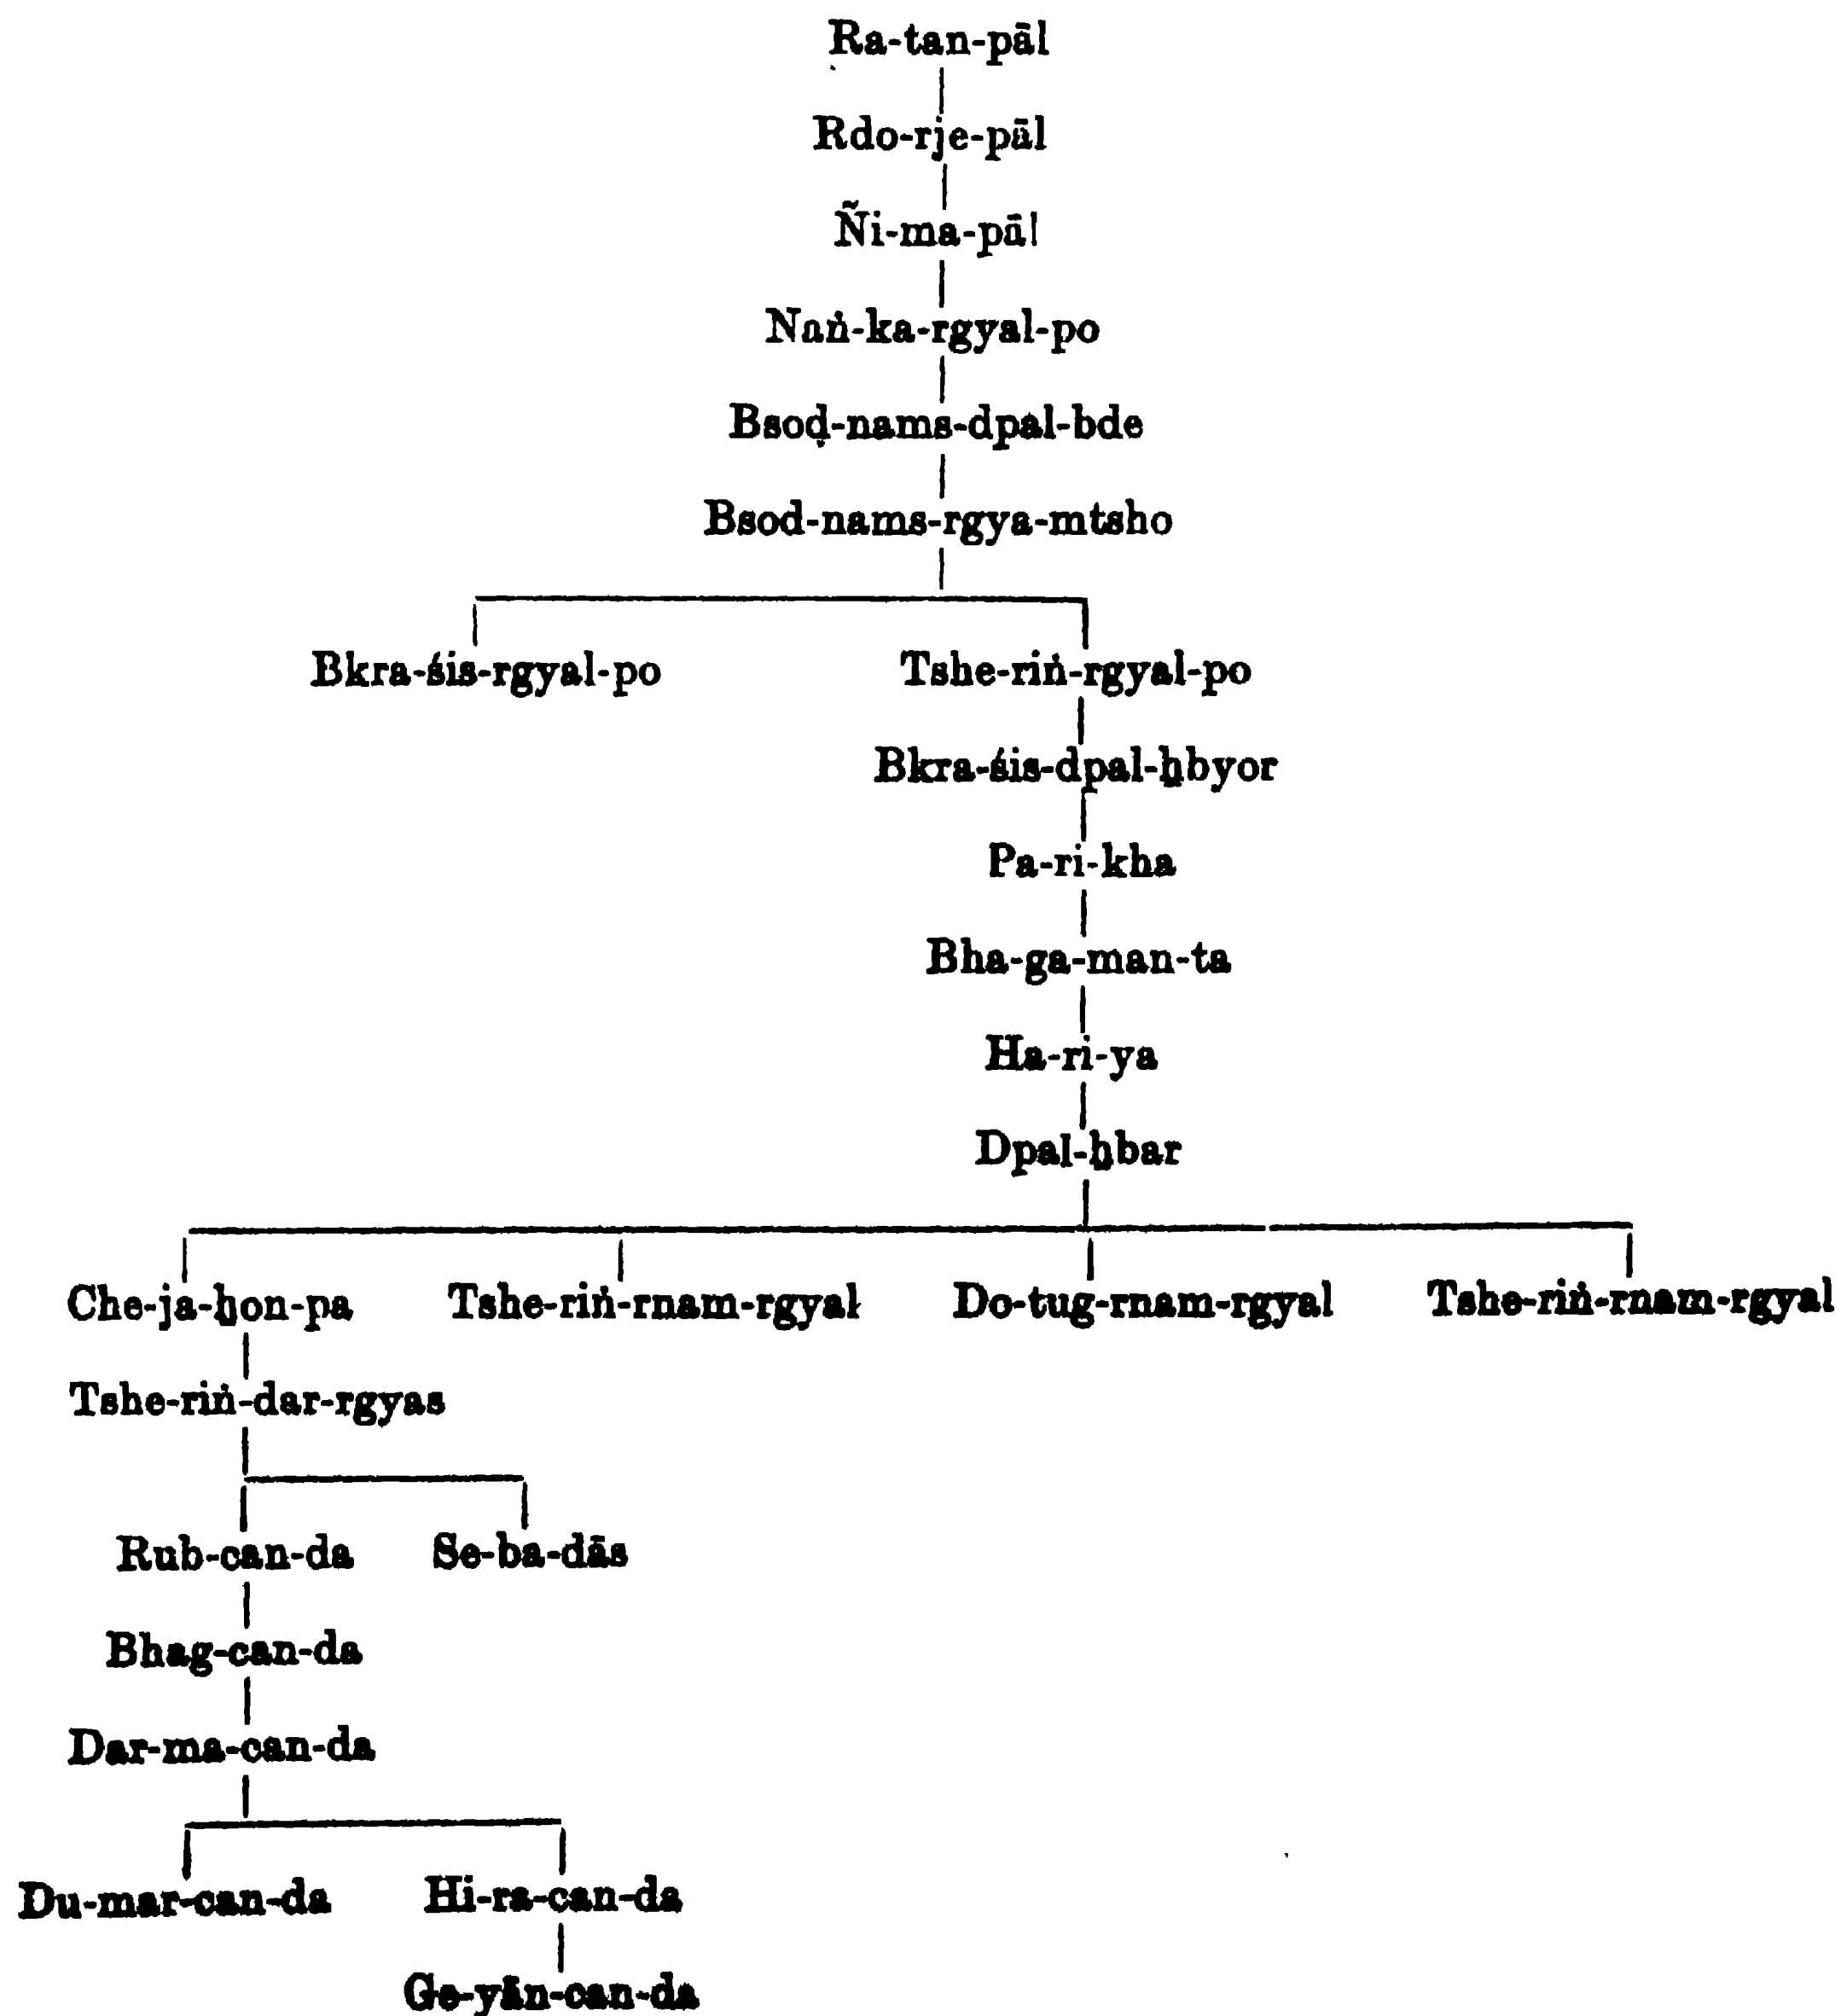 Ra-tan-pāl
Rdo-rje-pāl
Ñi-ma-pāl
Naṅ-ka-rgyal-po
Bsod-nams-dpal-bde
Bsod-nams-rgya-mtsho
Bkra-śis-rgyal-po Tshe-riṅ-rgyal-po
Bkra-śis-dpal-ḥbyor
Pa-ri-kha
Bha-ga-man-ta
Ha-ri-ya
Dpal-ḥbar
Che-ja-ḥon-pa Tshe-riṅ-rnam-rgyal Do-tug-rnam-rgyal Tshe-riṅ-rnam-rgyal
Tshe-riṅ-dar-rgyas
Rub-can-da Se-ba-dās
Bhag-can-da
Dar-ma-can-da
Du-mar-can-da Hi-ra-can-da
Ge-yān-can-da